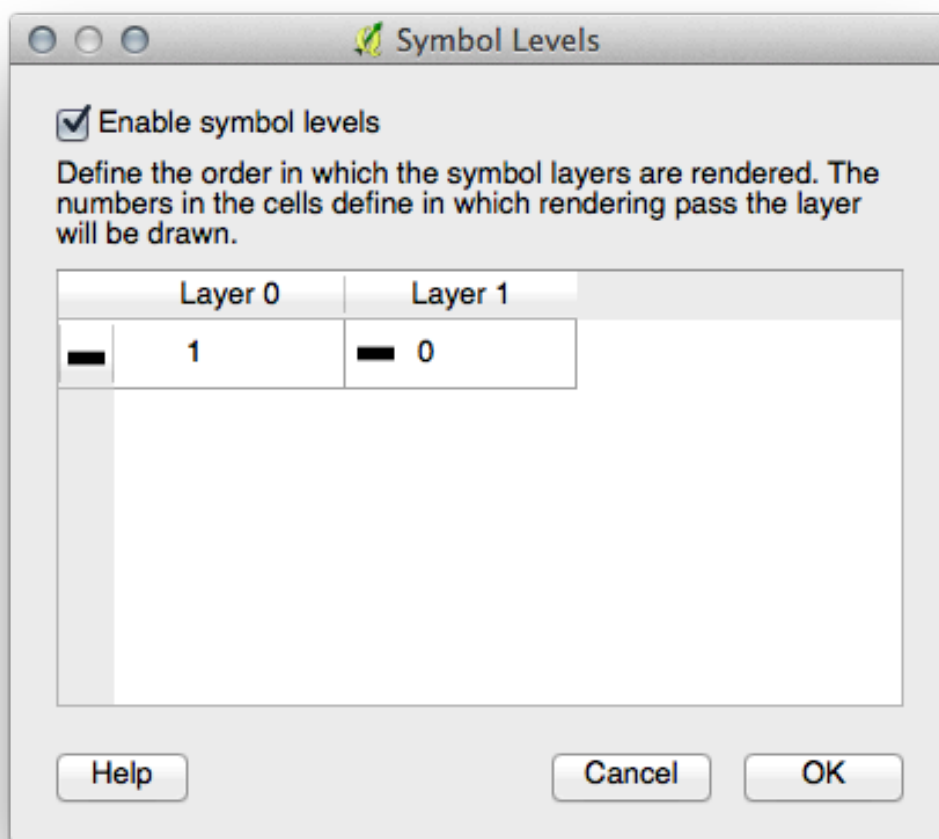 Symbol Levels
Enable symbol levels
Define the order in which the symbol layers are rendered. The
numbers in the cells define in which rendering pass the layer
will be drawn.
Layer 0 Layer 1
1 0
Help Cancel OK